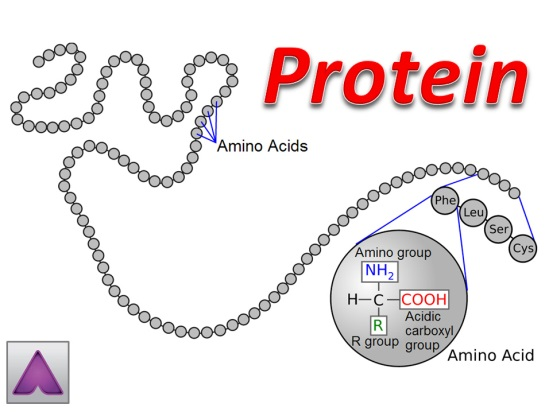 Protein
Amino Acids
Phe
Leu
Ser
Cys
Amino group
NH2
H–C–COOH
R
Acidic
carboxyl
group
R group
Amino Acid